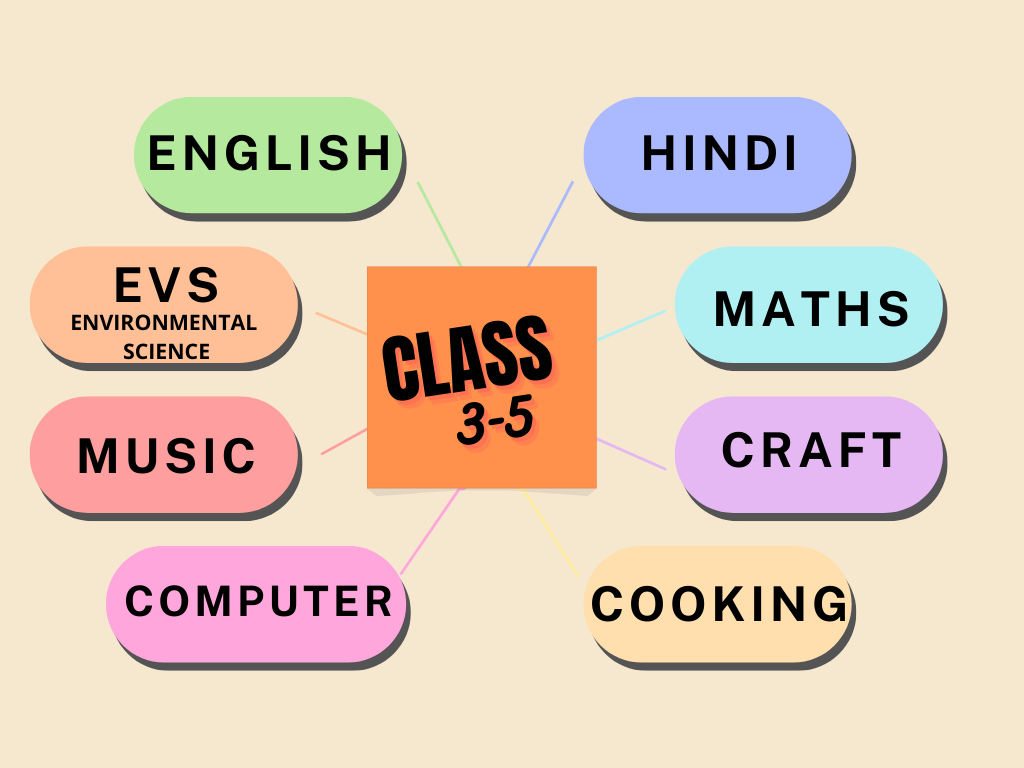 ENGLISH
HINDI
EVS
ENVIRONMENTAL
SCIENCE
MATHS
CLASS
3-5
MUSIC
CRAFT
COMPUTER
COOKING